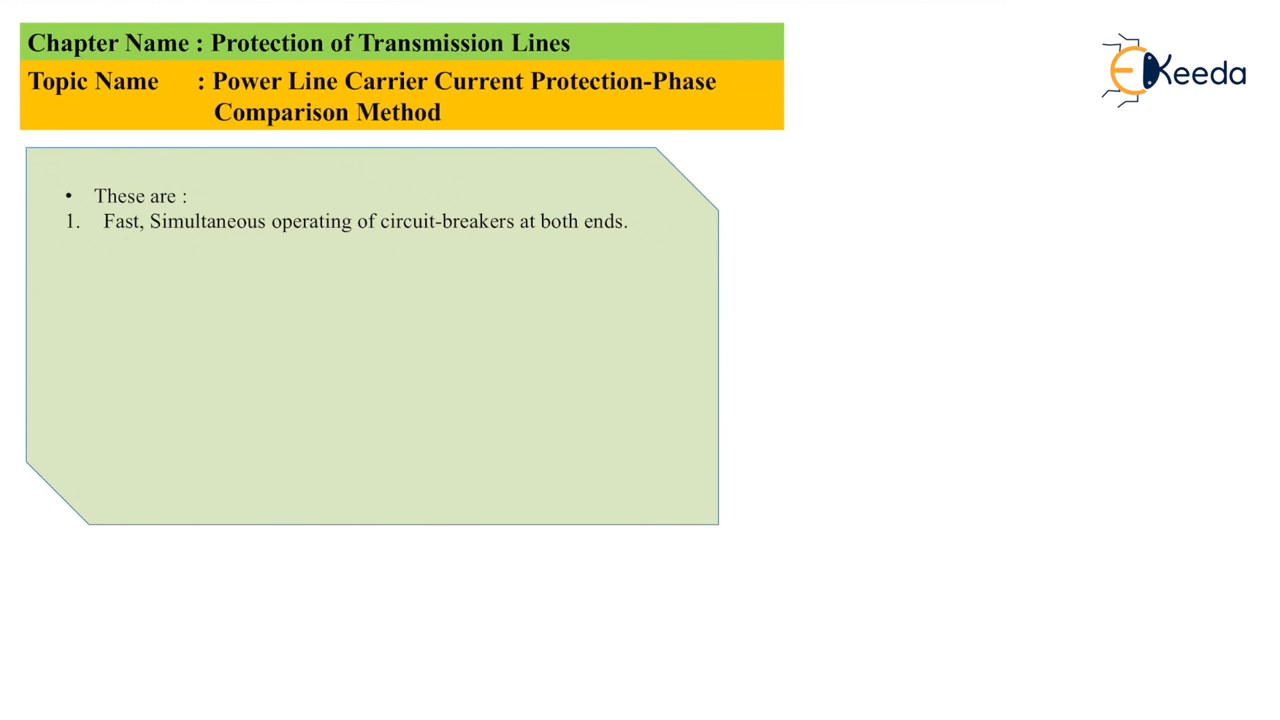 Chapter Name : Protection of Transmission Lines
Topic Name : Power Line Carrier Current Protection-Phase
Comparison Method
EKeeda
• These are :
1. Fast, Simultaneous operating of circuit-breakers at both ends.